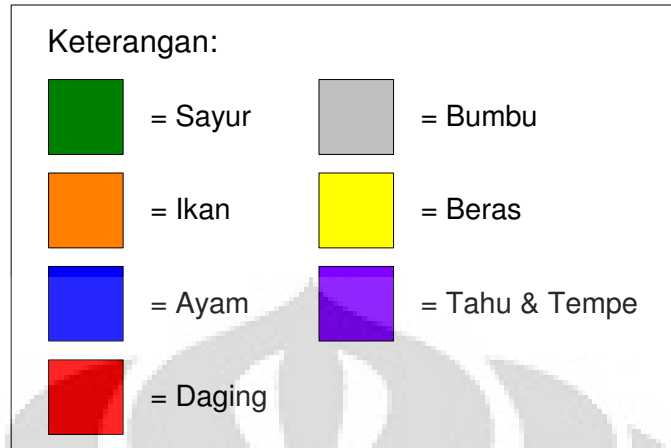 Keterangan:
= Sayur
= Bumbu
= Ikan
= Beras
= Ayam
= Tahu & Tempe
= Daging